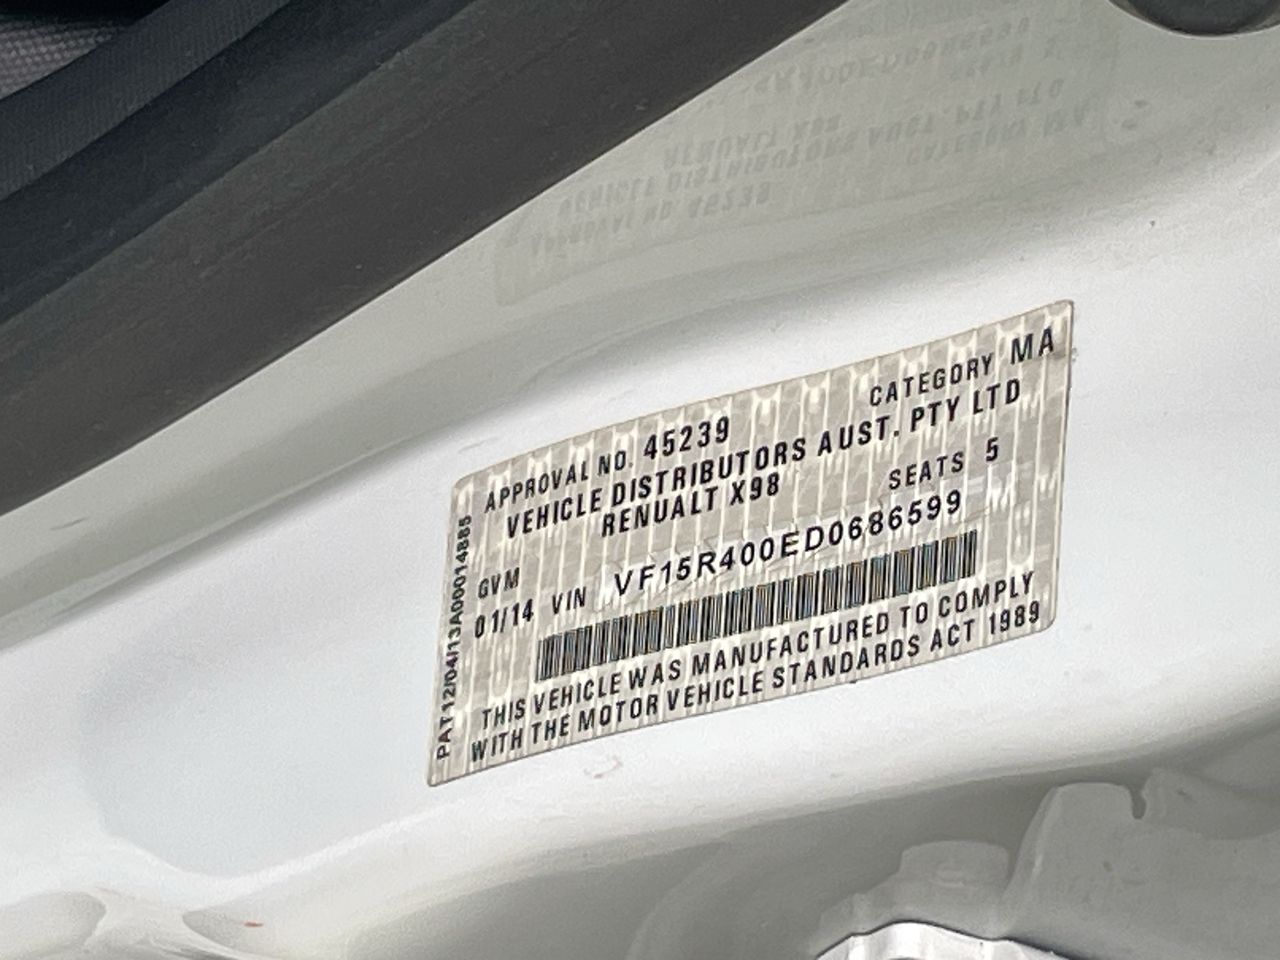 APPROVAL NO. 45239 CATEGORY MA
VEHICLE DISTRIBUTORS AUST. PTY LTD
RENUALT X98 SEATS 5
GVM
01/14 VIN VF15R400ED0686599
THIS VEHICLE WAS MANUFACTURED TO COMPLY
WITH THE MOTOR VEHICLE STANDARDS ACT 1989
PAT12/04/13A00014885